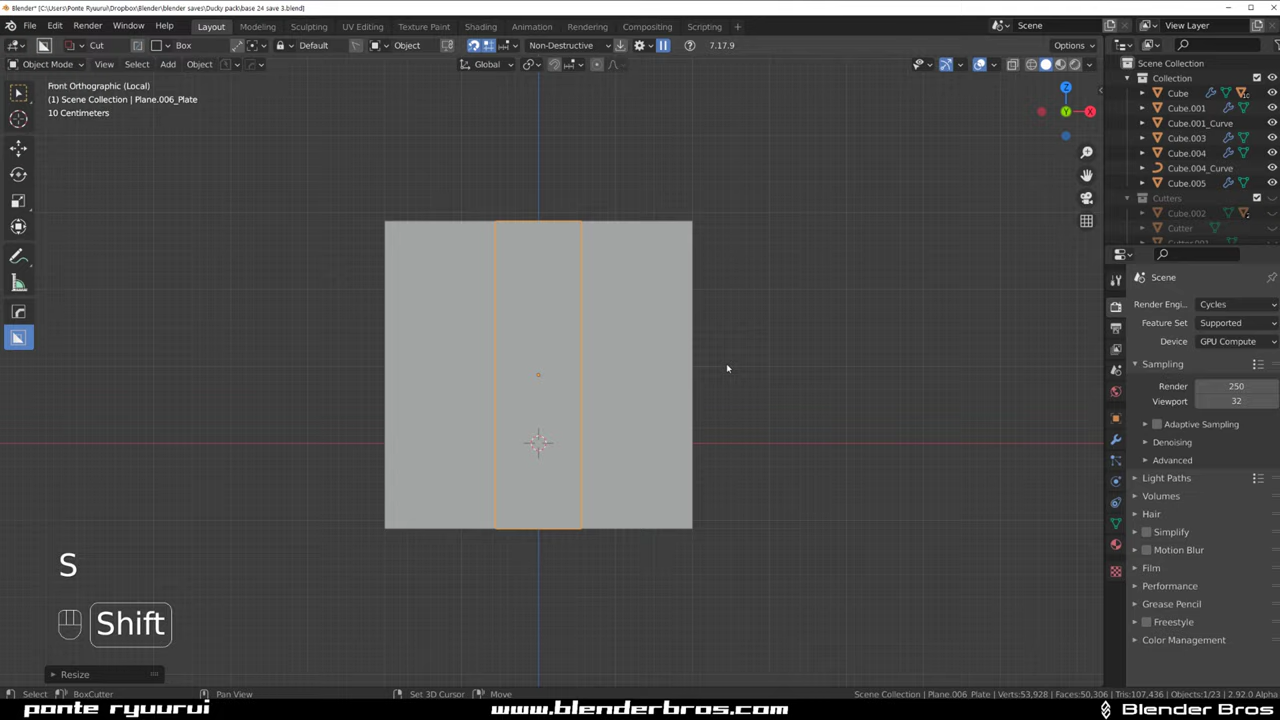 Blender* [C:\Users\Ponte Ryuurui\Dropbox\Blender\blender saves\Ducky pack\base 24 save 3.blend]
File Edit Render Window Help Layout Modeling Sculpting UV Editing Texture Paint Shading Animation Rendering Compositing Scripting Scene View Layer
Cut Box Default Object Non-Destructive 7.17.9 Options
Object Mode View Select Add Object Global
Front Orthographic (Local)
(1) Scene Collection | Plane.006_Plate
10 Centimeters
Z
Y
X
Scene Collection
Collection
Cube
Cube.001
Cube.001_Curve
Cube.003
Cube.004
Cube.004_Curve
Cube.005
Cutters
Cube.002
Cutter
Scene
Render Engi... Cycles
Feature Set Supported
Device GPU Compute
Sampling
Render 250
Viewport 32
Adaptive Sampling
Denoising
Advanced
Light Paths
Volumes
Hair
Simplify
Motion Blur
Film
Performance
Grease Pencil
Freestyle
Color Management
S
Shift
Resize
Select BoxCutter Pan View Set 3D Cursor Move Scene Collection | Plane.006_Plate | Verts:53,928 | Faces:50,306 | Tris:107,436 | Objects:1/23 | 2.92.0 Alpha
ponte ryuurui www.blenderbros.com Blender Bros